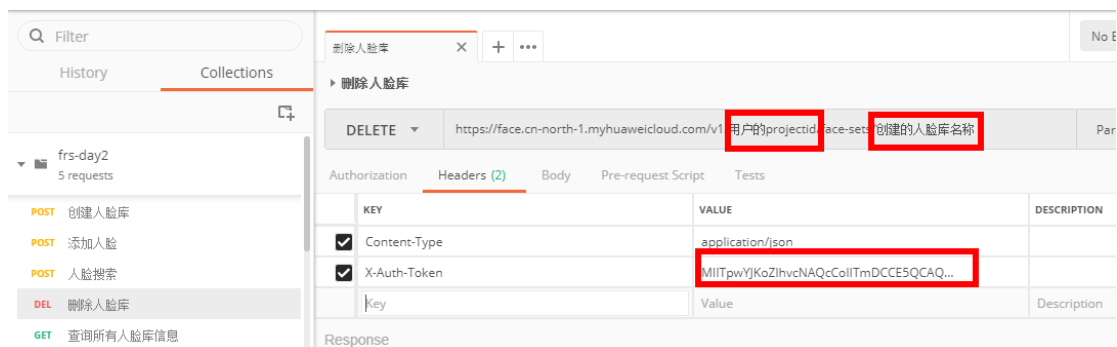 Filter
History
Collections
frs-day2
5 requests
POST 创建人脸库
POST 添加人脸
POST 人脸搜索
DEL 删除人脸库
GET 查询所有人脸库信息
删除人脸库
No E
删除人脸库
DELETE
https://face.cn-north-1.myhuaweicloud.com/v1/用户的projectid/face-sets/创建的人脸库名称
Par
Authorization
Headers (2)
Body
Pre-request Script
Tests
KEY
VALUE
DESCRIPTION
Content-Type
application/json
X-Auth-Token
MIITpwYJKoZIhvcNAQcCoIITmDCCE5QCAQ...
Key
Value
Description
Response